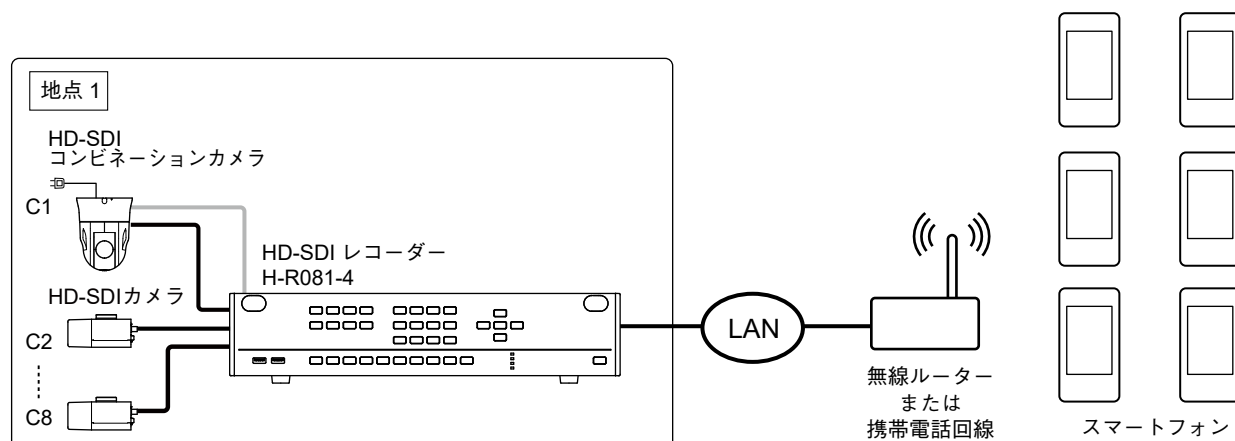 地点 1
HD-SDI
コンビネーションカメラ
C1
HD-SDI レコーダー
H-R081-4
HD-SDIカメラ
C2
C8
LAN
無線ルーター
または
携帯電話回線
スマートフォン